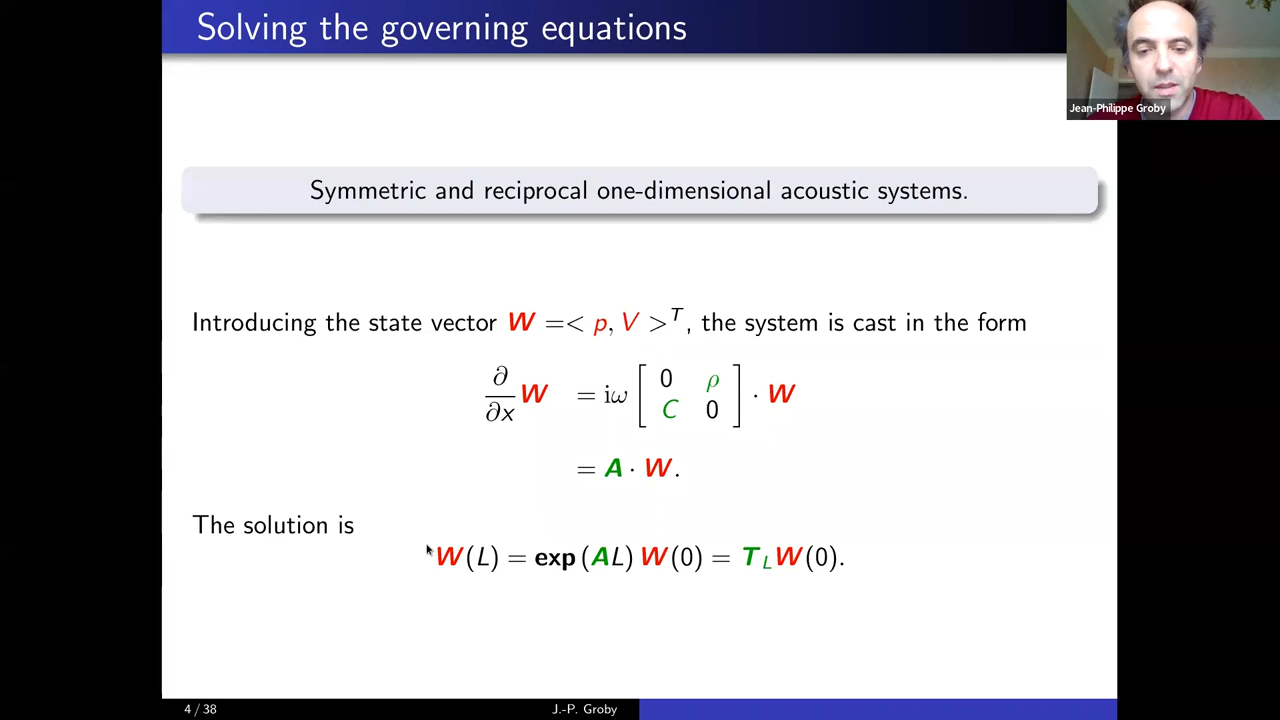 Solving the governing equations
Jean-Philippe Groby
Symmetric and reciprocal one-dimensional acoustic systems.
Introducing the state vector W =< p, V >^T, the system is cast in the form
∂/∂x W = iω [ 0 ρ
C 0 ] · W
= A · W.
The solution is
W(L) = exp (AL) W(0) = T_L W(0).
4 / 38
J.-P. Groby